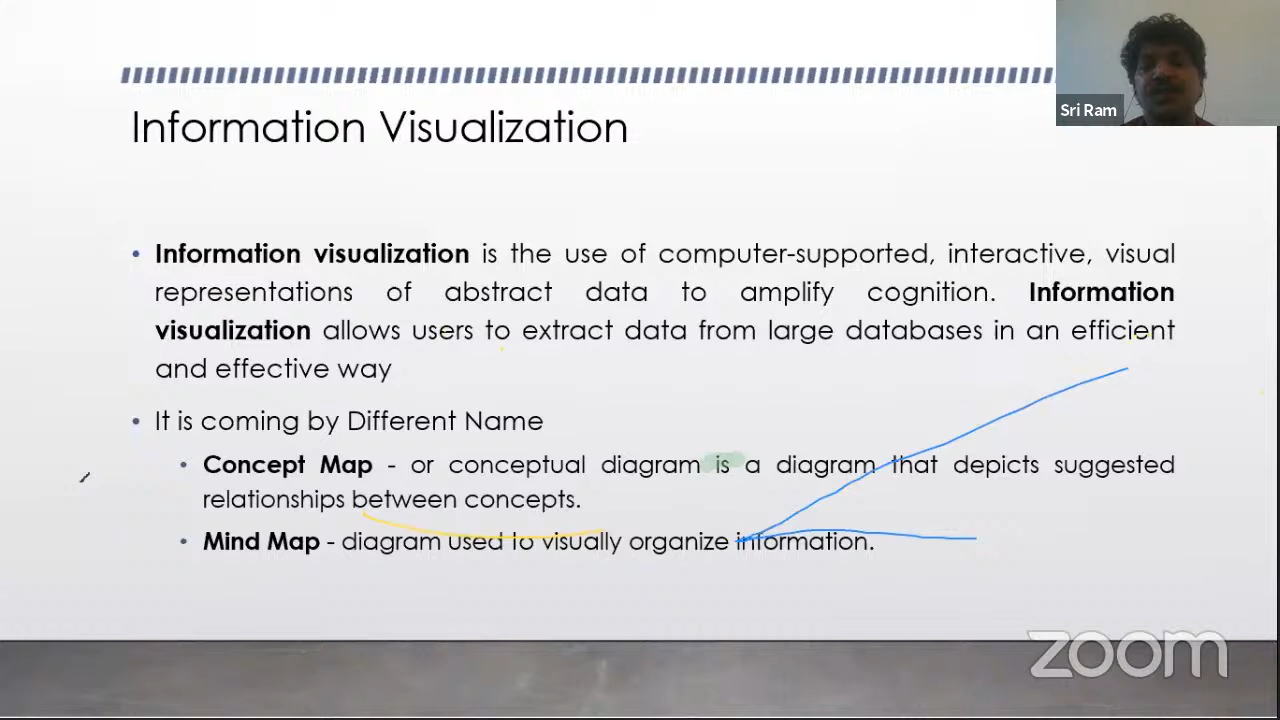 Sri Ram
Information Visualization
• Information visualization is the use of computer-supported, interactive, visual
representations of abstract data to amplify cognition. Information
visualization allows users to extract data from large databases in an efficient
and effective way
• It is coming by Different Name
• Concept Map - or conceptual diagram is a diagram that depicts suggested
relationships between concepts.
• Mind Map - diagram used to visually organize information.
zoom